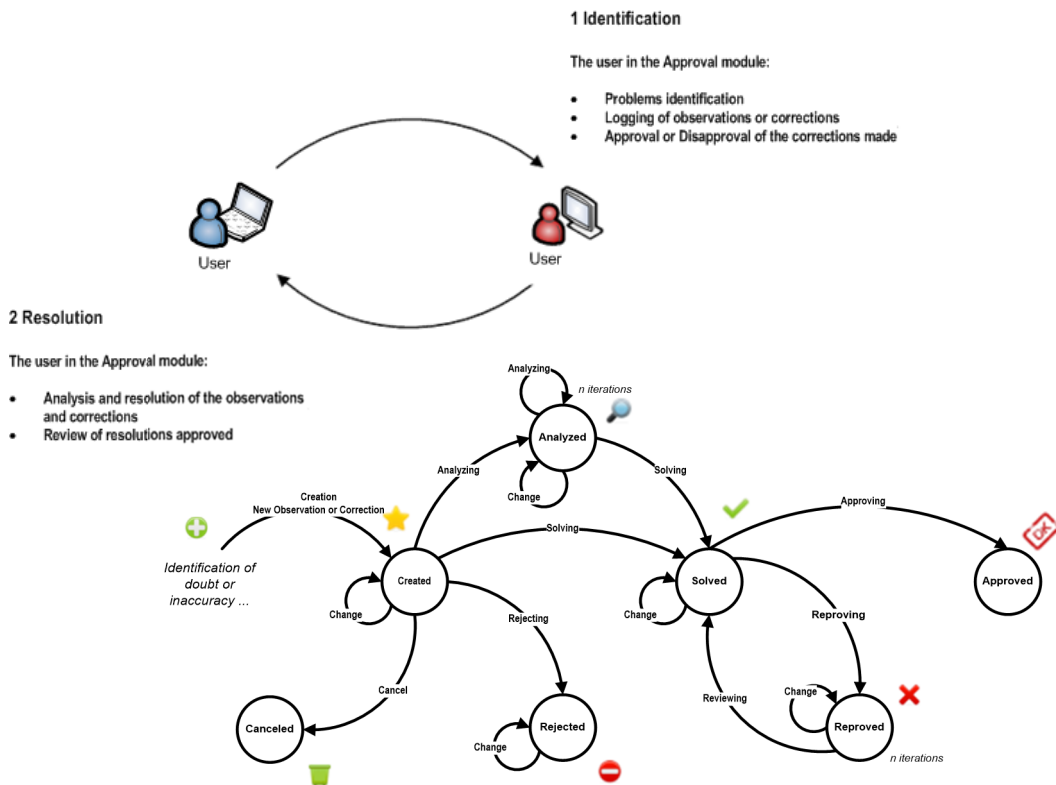 1 Identification
The user in the Approval module:
• Problems identification
• Logging of observations or corrections
• Approval or Disapproval of the corrections made
User
User
2 Resolution
The user in the Approval module:
• Analysis and resolution of the observations
and corrections
• Review of resolutions approved
Analyzing
n iterations
Analyzed
Analyzing
Solving
Change
Creation
New Observation or Correction
Solving
Approving
OK
Identification of
doubt or
inaccuracy ...
Created
Solved
Approved
Change
Rejecting
Change
Reproving
Cancel
Reviewing
Change
Canceled
Rejected
Reproved
Change
n iterations